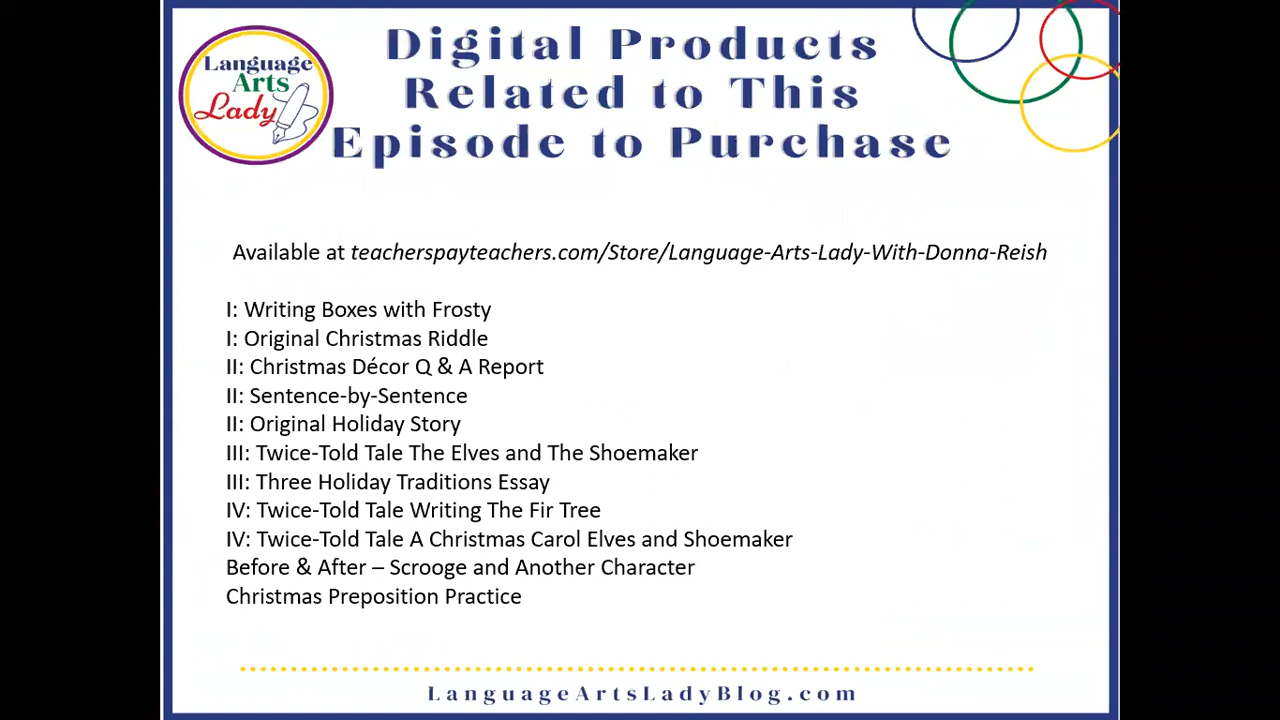 Language
Arts
Lady
Digital Products
Related to This
Episode to Purchase
Available at teacherspayteachers.com/Store/Language-Arts-Lady-With-Donna-Reish
I: Writing Boxes with Frosty
I: Original Christmas Riddle
II: Christmas Décor Q & A Report
II: Sentence-by-Sentence
II: Original Holiday Story
III: Twice-Told Tale The Elves and The Shoemaker
III: Three Holiday Traditions Essay
IV: Twice-Told Tale Writing The Fir Tree
IV: Twice-Told Tale A Christmas Carol Elves and Shoemaker
Before & After – Scrooge and Another Character
Christmas Preposition Practice
LanguageArtsLadyBlog.com